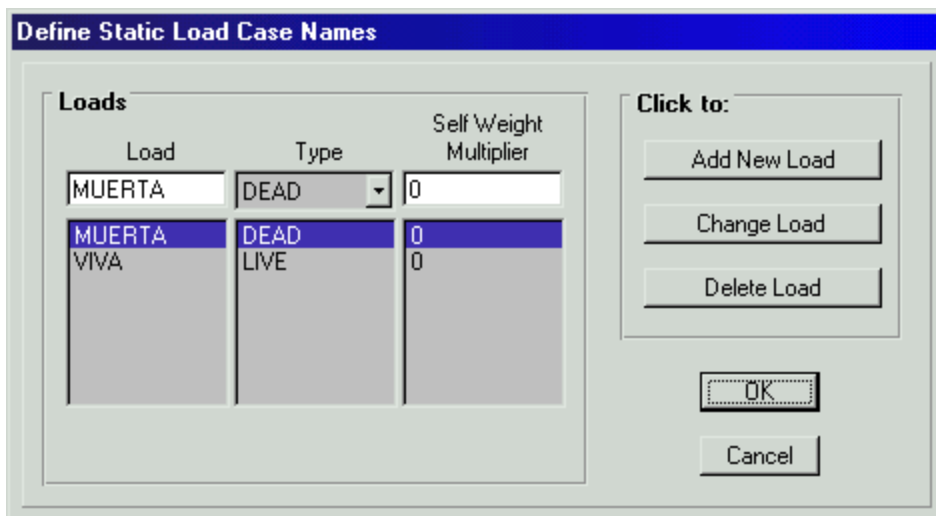 Define Static Load Case Names
Loads
Load Type Self Weight Multiplier
MUERTA DEAD 0
MUERTA DEAD 0
VIVA LIVE 0
Click to:
Add New Load
Change Load
Delete Load
OK
Cancel